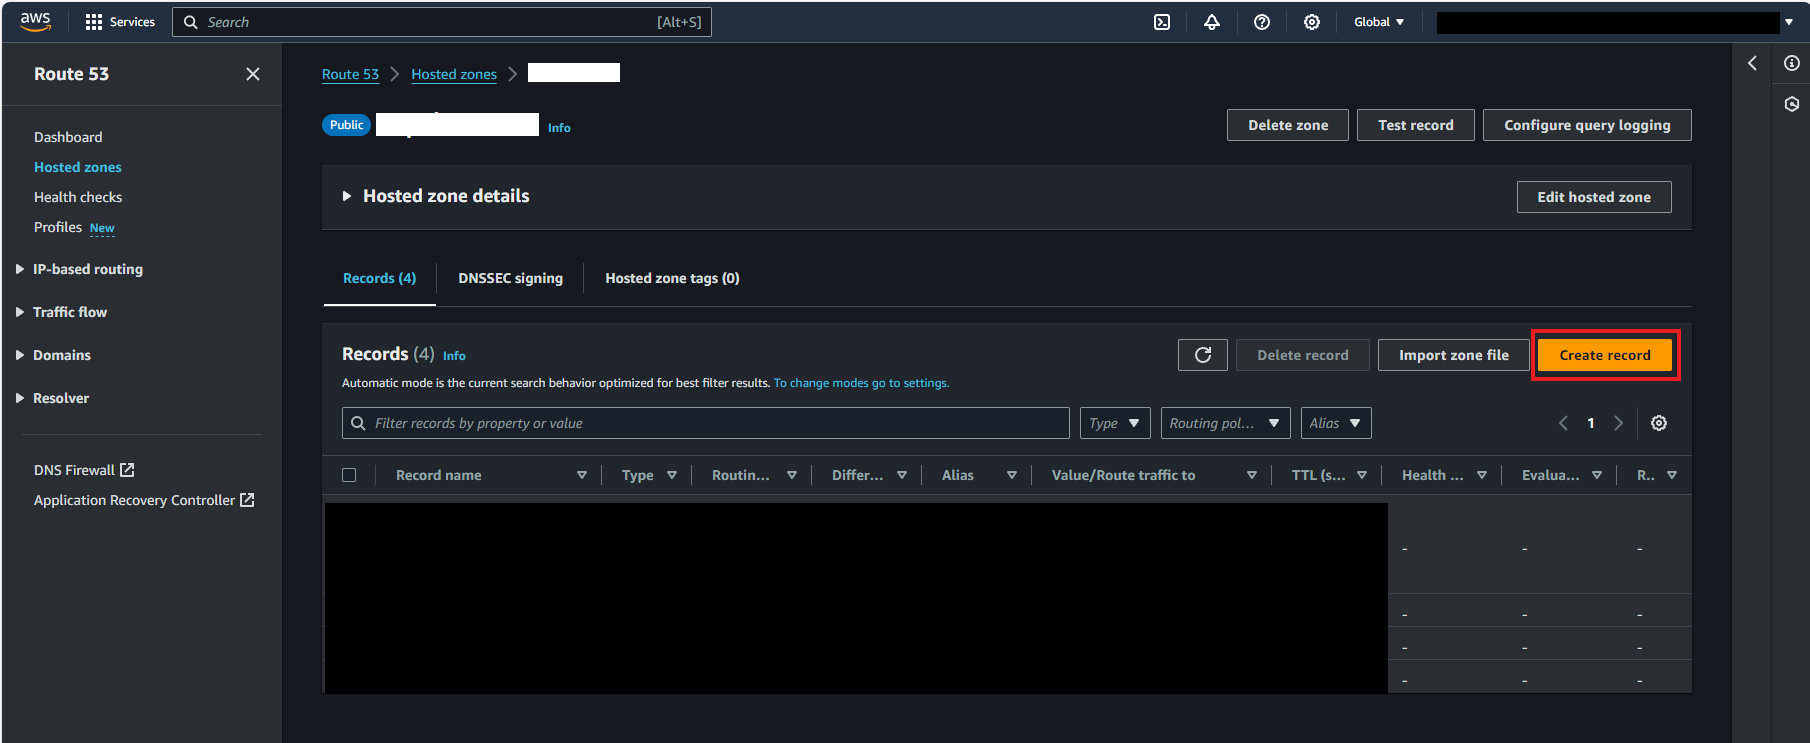 aws Services Search [Alt+S] Global
Route 53
Route 53 Hosted zones
Public Info Delete zone Test record Configure query logging
Dashboard
Hosted zones
Health checks
Profiles New
IP-based routing
Traffic flow
Domains
Resolver
DNS Firewall
Application Recovery Controller
Hosted zone details Edit hosted zone
Records (4) DNSSEC signing Hosted zone tags (0)
Records (4) Info Delete record Import zone file Create record
Automatic mode is the current search behavior optimized for best filter results. To change modes go to settings.
Filter records by property or value Type Routing pol... Alias 1
Record name Type Routin... Differ... Alias Value/Route traffic to TTL (s... Health ... Evalua... R..
- - -
- - -
- - -
- - -